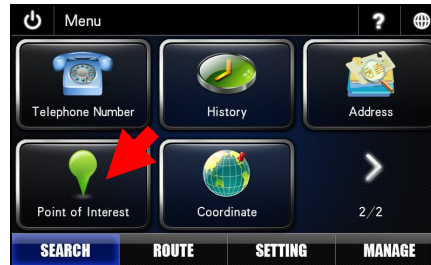 Menu ?
Telephone Number History Address
Point of Interest Coordinate 2/2
SEARCH ROUTE SETTING MANAGE